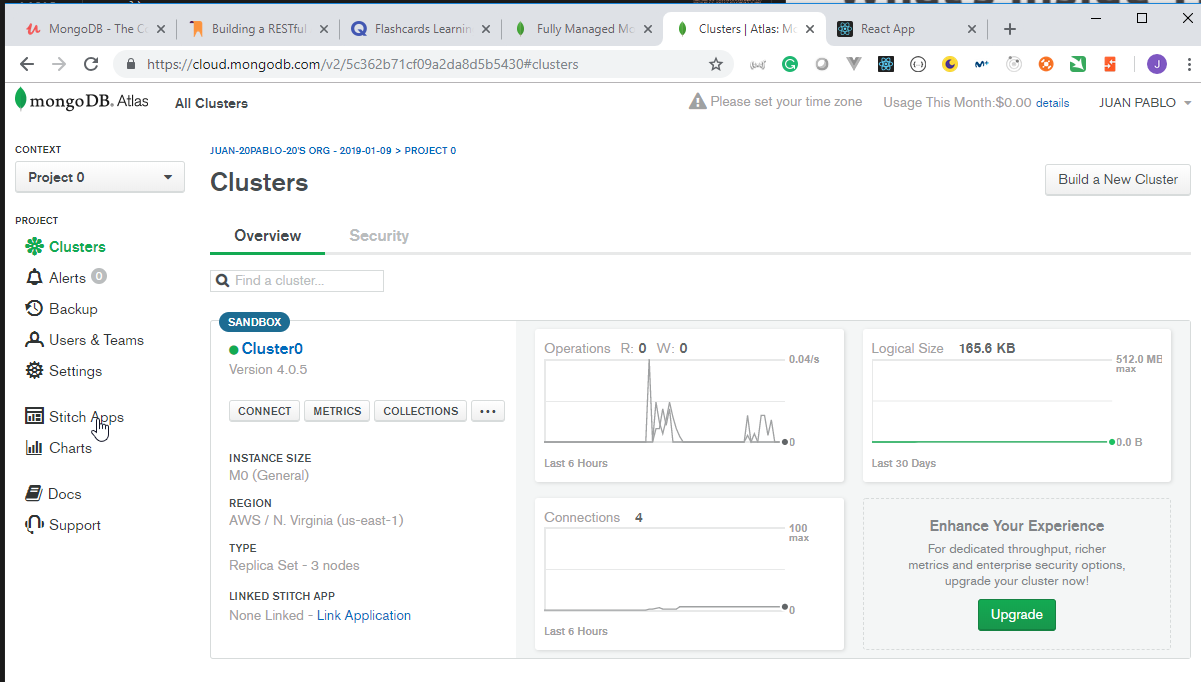 What's Inside
MongoDB - The Co
Building a RESTful
Flashcards Learnin
Fully Managed Mo
Clusters | Atlas: Mo
React App
https://cloud.mongodb.com/v2/5c362b71cf09a2da8d5b5430#clusters
J
mongoDB. Atlas
All Clusters
Please set your time zone
Usage This Month:$0.00 details
JUAN PABLO
CONTEXT
Project 0
PROJECT
Clusters
Alerts 0
Backup
Users & Teams
Settings
Stitch Apps
Charts
Docs
Support
JUAN-20PABLO-20'S ORG - 2019-01-09 > PROJECT 0
Clusters
Build a New Cluster
Overview
Security
Find a cluster...
SANDBOX
Cluster0
Version 4.0.5
CONNECT
METRICS
COLLECTIONS
...
INSTANCE SIZE
M0 (General)
REGION
AWS / N. Virginia (us-east-1)
TYPE
Replica Set - 3 nodes
LINKED STITCH APP
None Linked - Link Application
Operations R: 0 W: 0
0.04/s
0
Last 6 Hours
Logical Size 165.6 KB
512.0 MB
max
0.0 B
Last 30 Days
Connections 4
100
max
0
Last 6 Hours
Enhance Your Experience
For dedicated throughput, richer
metrics and enterprise security options,
upgrade your cluster now!
Upgrade